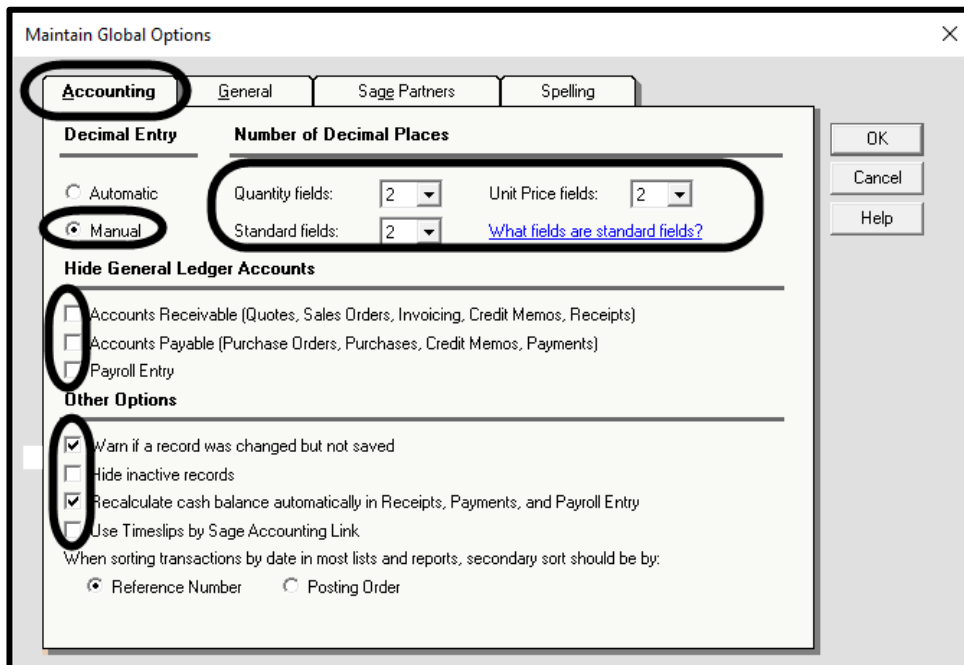 Maintain Global Options
Accounting General Sage Partners Spelling
Decimal Entry Number of Decimal Places
OK
Automatic Quantity fields: 2 Unit Price fields: 2
Cancel
Manual Standard fields: 2 What fields are standard fields?
Help
Hide General Ledger Accounts
Accounts Receivable (Quotes, Sales Orders, Invoicing, Credit Memos, Receipts)
Accounts Payable (Purchase Orders, Purchases, Credit Memos, Payments)
Payroll Entry
Other Options
Warn if a record was changed but not saved
Hide inactive records
Recalculate cash balance automatically in Receipts, Payments, and Payroll Entry
Use Timeslips by Sage Accounting Link
When sorting transactions by date in most lists and reports, secondary sort should be by:
Reference Number Posting Order